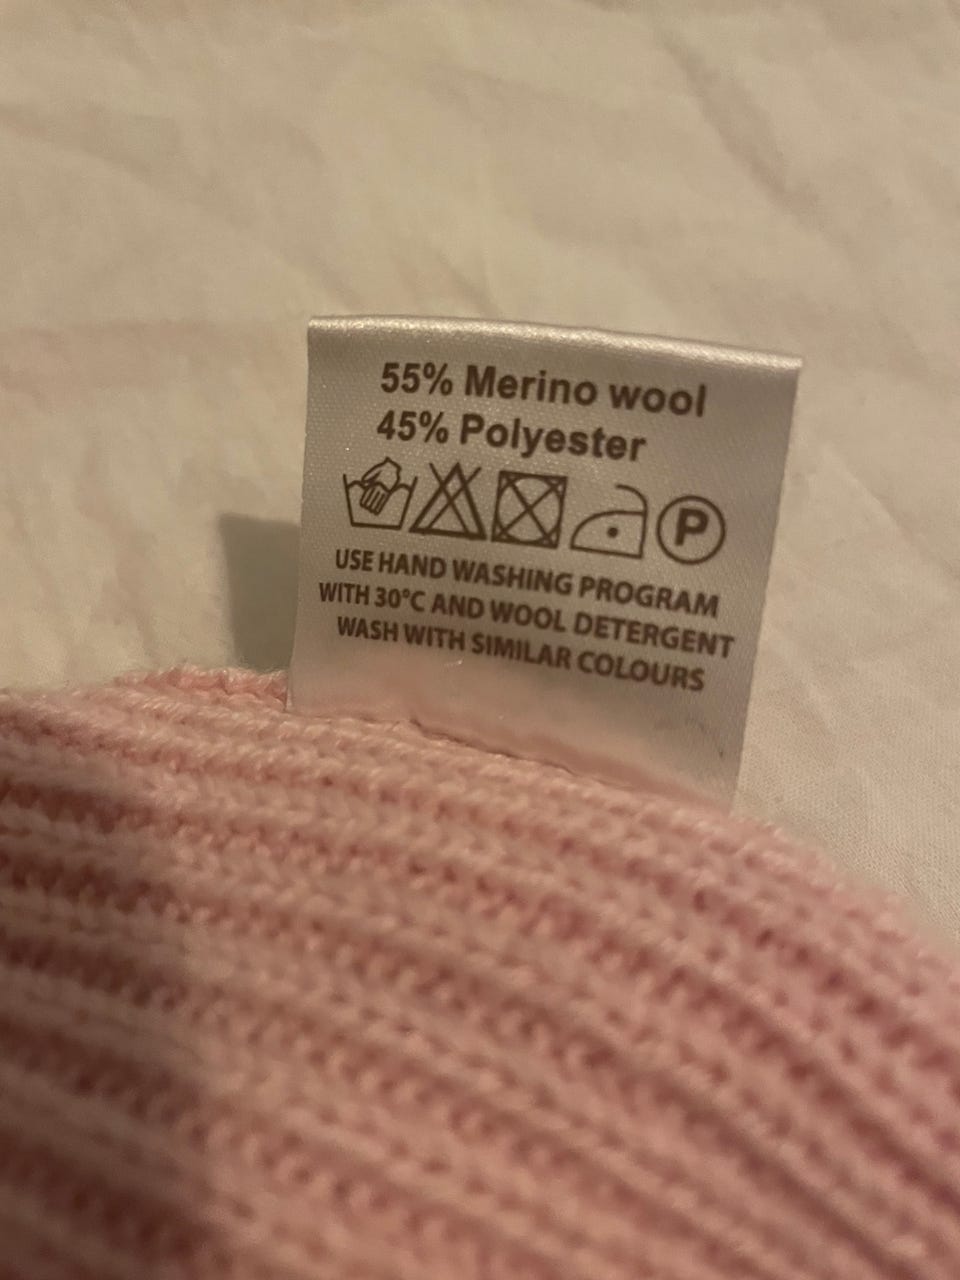 55% Merino wool
45% Polyester
P
USE HAND WASHING PROGRAM
WITH 30°C AND WOOL DETERGENT
WASH WITH SIMILAR COLOURS